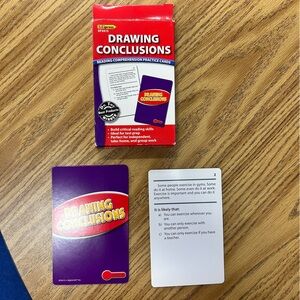 DRAWING
CONCLUSIONS
READING COMPREHENSION PRACTICE CARDS
DRAWING
CONCLUSIONS
• Build critical reading skills
• Ideal for test prep
• Perfect for independent,
take-home, and group work
DRAWING
CONCLUSIONS
2
Some people exercise in gyms. Some
do it at home. Some even do it at work.
Exercise is important and you can do it
anywhere.
It is likely that:
a) You can exercise wherever you
are.
b) You can only exercise with
another person.
c) You can only exercise if you have
a teacher.